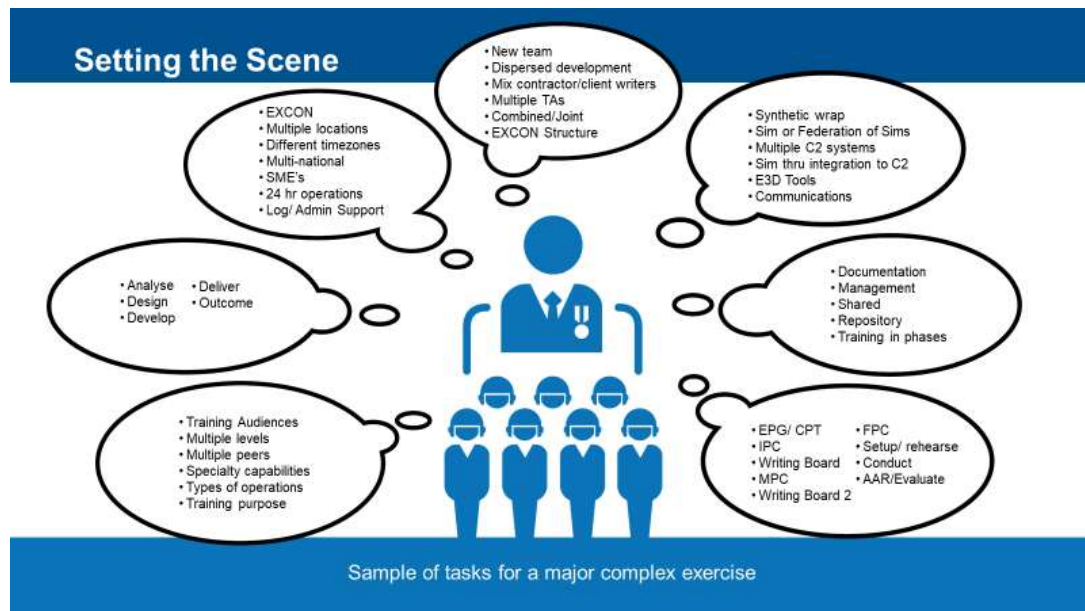 Setting the Scene
• New team
• Dispersed development
• Mix contractor/client writers
• Multiple TAs
• Combined/Joint
• EXCON Structure
• EXCON
• Multiple locations
• Different timezones
• Multi-national
• SME's
• 24 hr operations
• Log/ Admin Support
• Synthetic wrap
• Sim or Federation of Sims
• Multiple C2 systems
• Sim thru integration to C2
• E3D Tools
• Communications
• Analyse
• Design
• Develop
• Deliver
• Outcome
• Documentation
• Management
• Shared
• Repository
• Training in phases
• Training Audiences
• Multiple levels
• Multiple peers
• Specialty capabilities
• Types of operations
• Training purpose
• EPG/ CPT
• IPC
• Writing Board
• MPC
• Writing Board 2
• FPC
• Setup/ rehearse
• Conduct
• AAR/Evaluate
Sample of tasks for a major complex exercise